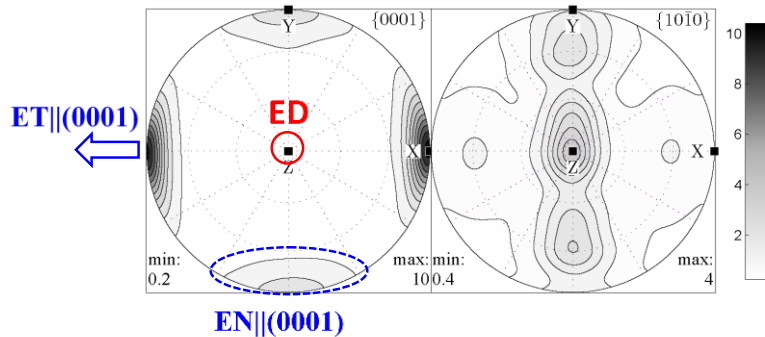 {0001}
{10\bar{1}0}
Y
Y
10
8
ET||(0001)
ED
X
X
6
Z
Z
4
min:
max:
min:
max:
2
0.2
10
0.4
4
EN||(0001)